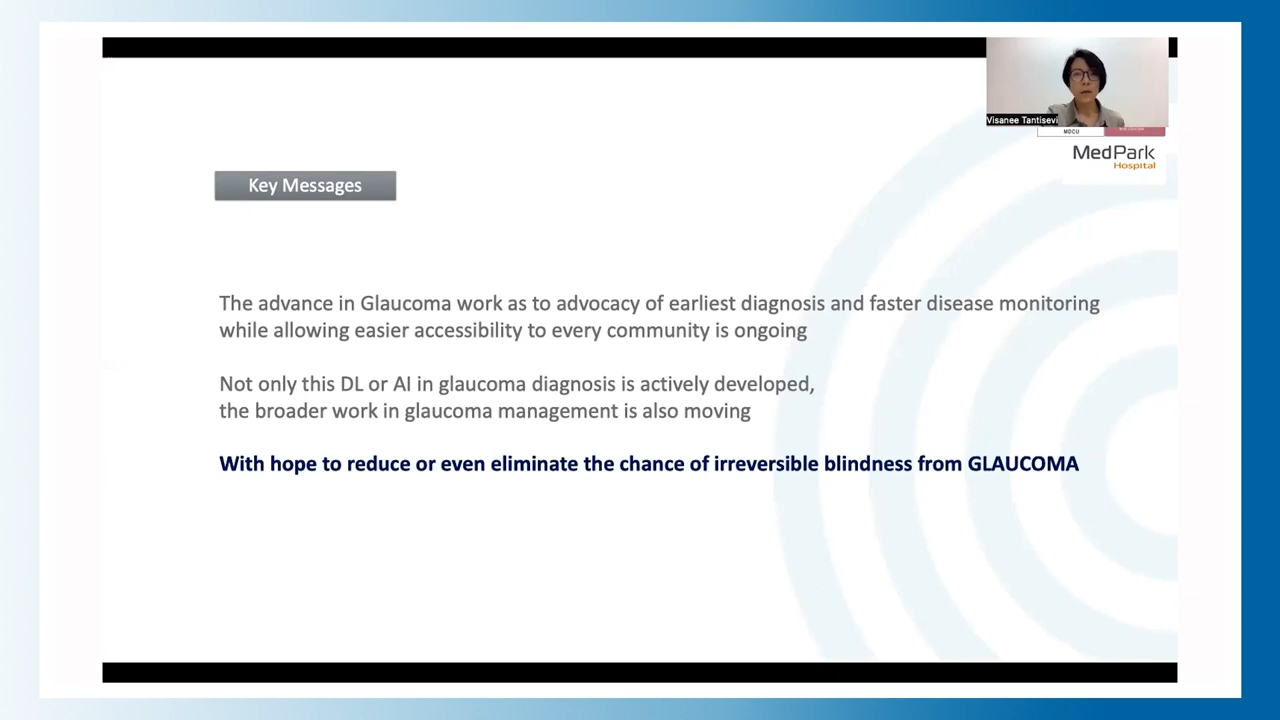 Visanee Tantisevi
MDCU
MedPark
Hospital
Key Messages
The advance in Glaucoma work as to advocacy of earliest diagnosis and faster disease monitoring
while allowing easier accessibility to every community is ongoing
Not only this DL or AI in glaucoma diagnosis is actively developed,
the broader work in glaucoma management is also moving
With hope to reduce or even eliminate the chance of irreversible blindness from GLAUCOMA